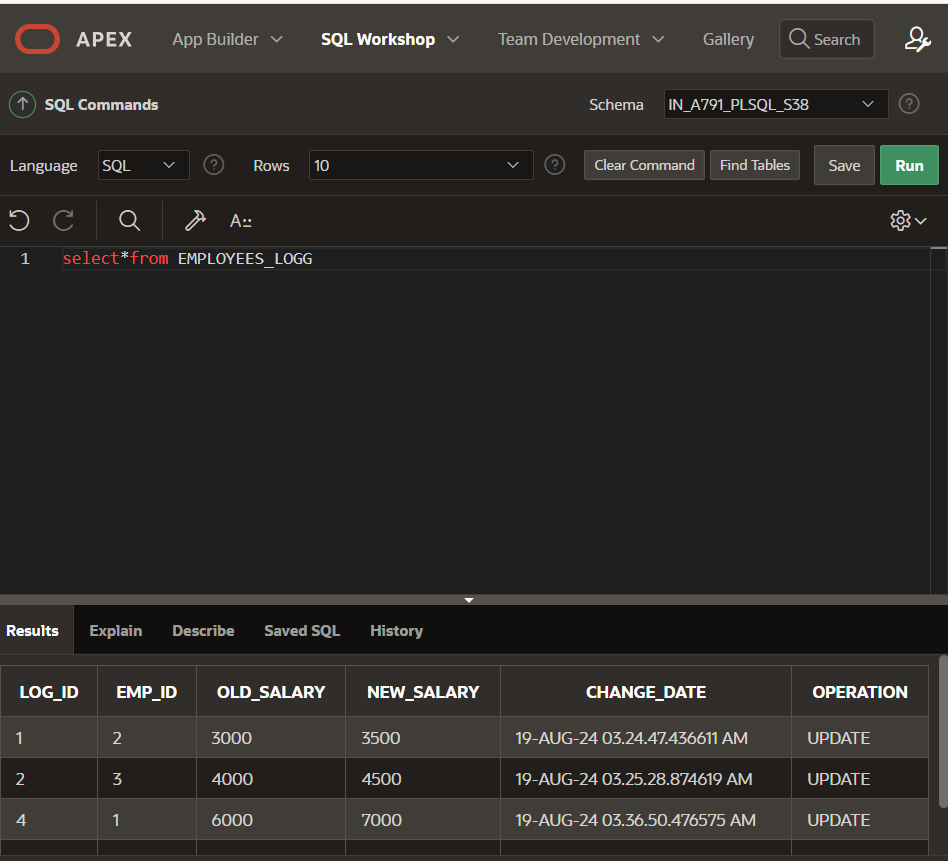 APEX App Builder SQL Workshop Team Development Gallery Search
SQL Commands Schema IN_A791_PLSQL_S38 ?
Language SQL ? Rows 10 ? Clear Command Find Tables Save Run
A::
1 select*from EMPLOYEES_LOGG
Results Explain Describe Saved SQL History
LOG_ID EMP_ID OLD_SALARY NEW_SALARY CHANGE_DATE OPERATION
1 2 3000 3500 19-AUG-24 03.24.47.436611 AM UPDATE
2 3 4000 4500 19-AUG-24 03.25.28.874619 AM UPDATE
4 1 6000 7000 19-AUG-24 03.36.50.476575 AM UPDATE